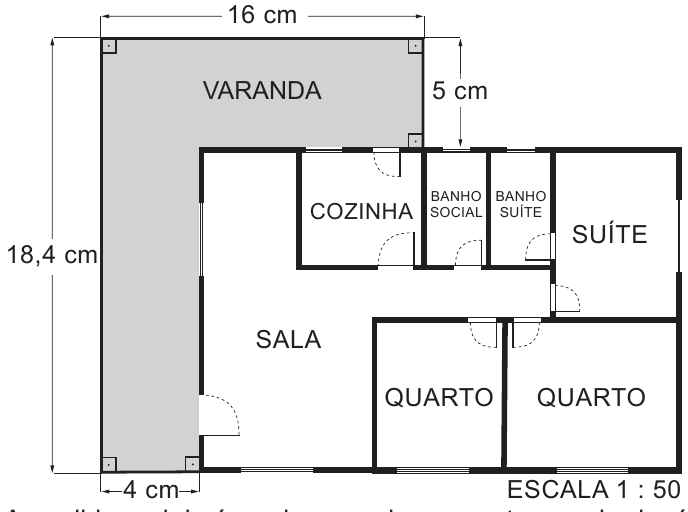 16 cm
VARANDA
5 cm
COZINHA
BANHO
SOCIAL
BANHO
SUÍTE
SUÍTE
18,4 cm
SALA
QUARTO
QUARTO
4 cm
ESCALA 1 : 50